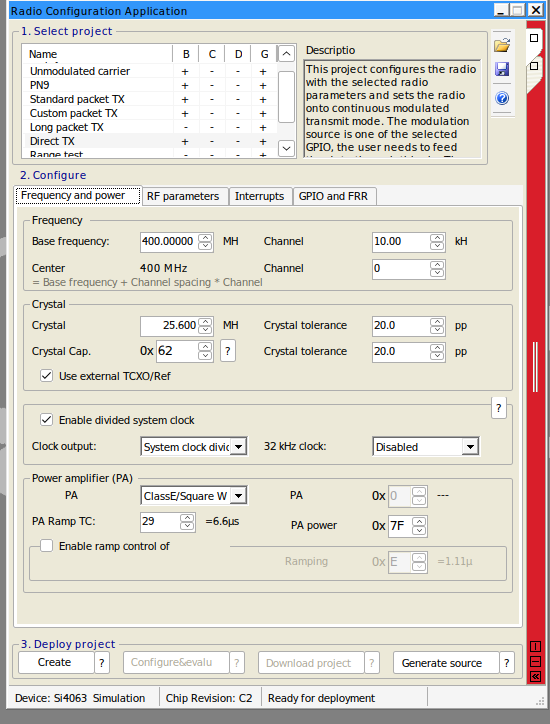 Radio Configuration Application
1. Select project
Name B C D G
Unmodulated carrier + - - +
PN9 + - - +
Standard packet TX + - - +
Custom packet TX + - - +
Long packet TX - - - +
Direct TX + - - +
Range test - - - +
Descriptio
This project configures the radio
with the selected radio
parameters and sets the radio
onto continuous modulated
transmit mode. The modulation
source is one of the selected
GPIO, the user needs to feed
2. Configure
Frequency and power RF parameters Interrupts GPIO and FRR
Frequency
Base frequency: 400.00000 MH Channel 10.00 kH
Center 400 MHz Channel 0
= Base frequency + Channel spacing * Channel
Crystal
Crystal 25.600 MH Crystal tolerance 20.0 pp
Crystal Cap. 0x 62 ? Crystal tolerance 20.0 pp
Use external TCXO/Ref
?
Enable divided system clock
Clock output: System clock divid 32 kHz clock: Disabled
Power amplifier (PA)
PA ClassE/Square W PA 0x 0 ---
PA Ramp TC: 29 =6.6µs PA power 0x 7F
Enable ramp control of
Ramping 0x E =1.11µ
3. Deploy project
Create ? Configure&evalu ? Download project ? Generate source ?
Device: Si4063 Simulation Chip Revision: C2 Ready for deployment